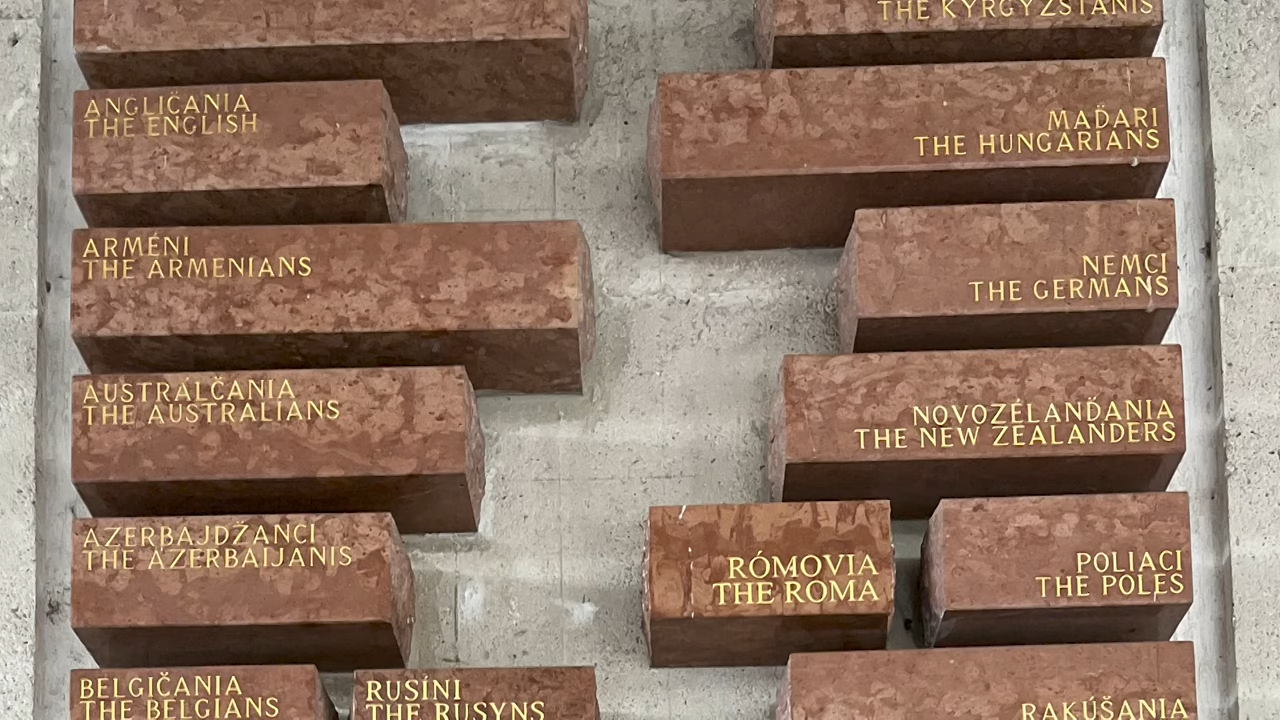 ANGLIČANIA
THE ENGLISH
ARMÉNI
THE ARMENIANS
AUSTRÁLČANIA
THE AUSTRALIANS
AZERBAJDŽANCI
THE AZERBAIJANIS
BELGIČANIA
THE BELGIANS
RUSÍNI
THE RUSYNS
THE KYRGYZSTANIS
MAĎARI
THE HUNGARIANS
NEMCI
THE GERMANS
NOVOZÉLANĎANIA
THE NEW ZEALANDERS
RÓMOVIA
THE ROMA
POLIACI
THE POLES
RAKÚŠANIA